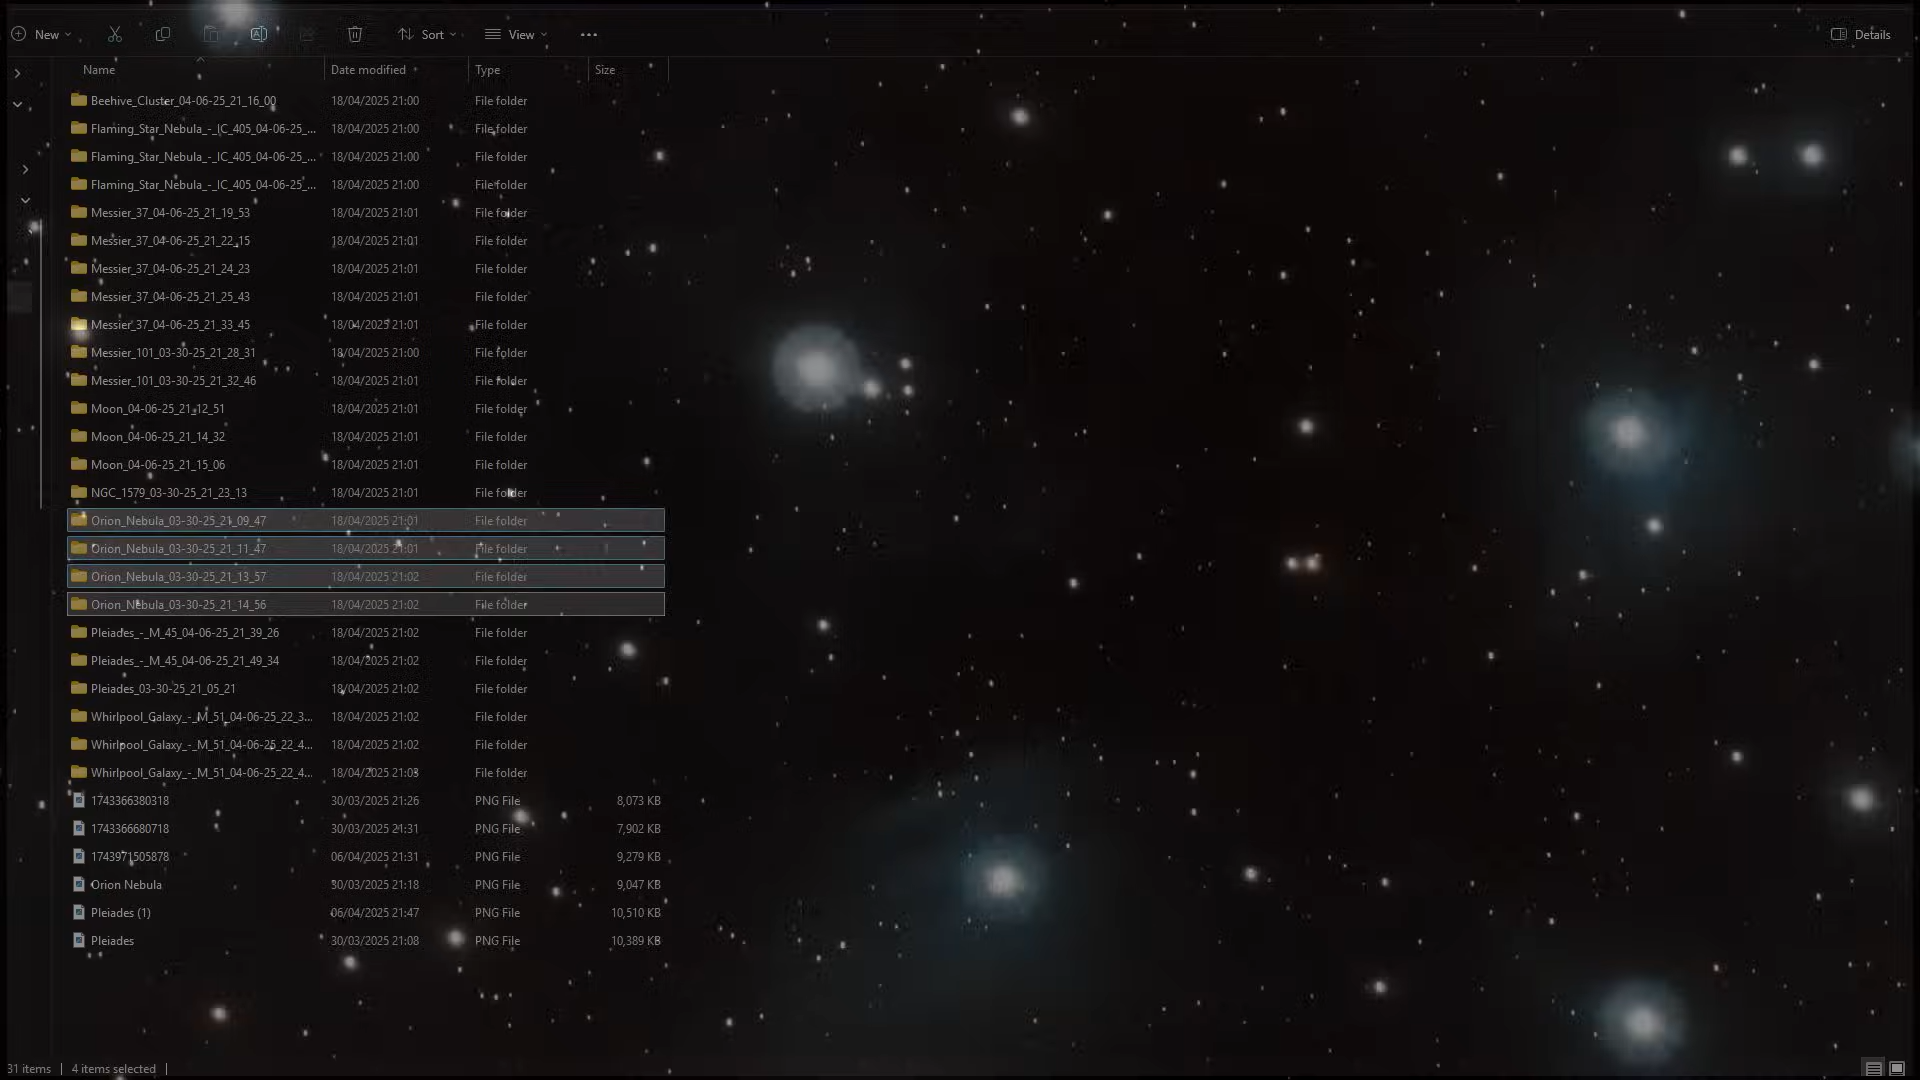 New Sort View ... Details
Name Date modified Type Size
Beehive_Cluster_04-06-25_21_16_00 18/04/2025 21:00 File folder
Flaming_Star_Nebula_-_IC_405_04-06-25_... 18/04/2025 21:00 File folder
Flaming_Star_Nebula_-_IC_405_04-06-25_... 18/04/2025 21:00 File folder
Flaming_Star_Nebula_-_IC_405_04-06-25_... 18/04/2025 21:00 File folder
Messier_37_04-06-25_21_19_53 18/04/2025 21:01 File folder
Messier_37_04-06-25_21_22_15 18/04/2025 21:01 File folder
Messier_37_04-06-25_21_24_23 18/04/2025 21:01 File folder
Messier_37_04-06-25_21_25_43 18/04/2025 21:01 File folder
Messier_37_04-06-25_21_33_45 18/04/2025 21:01 File folder
Messier_101_03-30-25_21_28_31 18/04/2025 21:00 File folder
Messier_101_03-30-25_21_32_46 18/04/2025 21:01 File folder
Moon_04-06-25_21_12_51 18/04/2025 21:01 File folder
Moon_04-06-25_21_14_32 18/04/2025 21:01 File folder
Moon_04-06-25_21_15_06 18/04/2025 21:01 File folder
NGC_1579_03-30-25_21_23_13 18/04/2025 21:01 File folder
Orion_Nebula_03-30-25_21_09_47 18/04/2025 21:01 File folder
Orion_Nebula_03-30-25_21_11_47 18/04/2025 21:01 File folder
Orion_Nebula_03-30-25_21_13_57 18/04/2025 21:02 File folder
Orion_Nebula_03-30-25_21_14_56 18/04/2025 21:02 File folder
Pleiades_-_M_45_04-06-25_21_39_26 18/04/2025 21:02 File folder
Pleiades_-_M_45_04-06-25_21_49_34 18/04/2025 21:02 File folder
Pleiades_03-30-25_21_05_21 18/04/2025 21:02 File folder
Whirlpool_Galaxy_-_M_51_04-06-25_22_3... 18/04/2025 21:02 File folder
Whirlpool_Galaxy_-_M_51_04-06-25_22_4... 18/04/2025 21:02 File folder
Whirlpool_Galaxy_-_M_51_04-06-25_22_4... 18/04/2025 21:03 File folder
1743366380318 30/03/2025 21:26 PNG File 8,073 KB
1743366680718 30/03/2025 21:31 PNG File 7,902 KB
1743971505878 06/04/2025 21:31 PNG File 9,279 KB
Orion Nebula 30/03/2025 21:18 PNG File 9,047 KB
Pleiades (1) 06/04/2025 21:47 PNG File 10,510 KB
Pleiades 30/03/2025 21:08 PNG File 10,389 KB
31 items | 4 items selected |